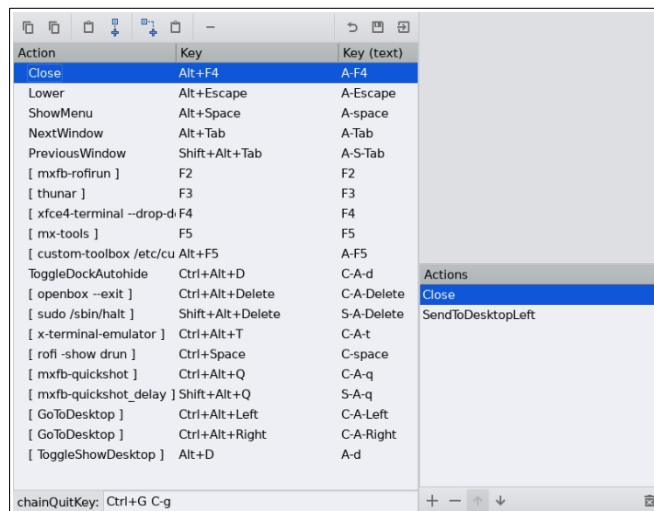 Action Key Key (text)
Close Alt+F4 A-F4
Lower Alt+Escape A-Escape
ShowMenu Alt+Space A-space
NextWindow Alt+Tab A-Tab
PreviousWindow Shift+Alt+Tab A-S-Tab
[ mxfb-rofirun ] F2 F2
[ thunar ] F3 F3
[ xfce4-terminal --drop-d F4 F4
[ mx-tools ] F5 F5
[ custom-toolbox /etc/cu Alt+F5 A-F5
ToggleDockAutohide Ctrl+Alt+D C-A-d
[ openbox --exit ] Ctrl+Alt+Delete C-A-Delete
[ sudo /sbin/halt ] Shift+Alt+Delete S-A-Delete
[ x-terminal-emulator ] Ctrl+Alt+T C-A-t
[ rofi -show drun ] Ctrl+Space C-space
[ mxfb-quickshot ] Ctrl+Alt+Q C-A-q
[ mxfb-quickshot_delay ] Shift+Alt+Q S-A-q
[ GoToDesktop ] Ctrl+Alt+Left C-A-Left
[ GoToDesktop ] Ctrl+Alt+Right C-A-Right
[ ToggleShowDesktop ] Alt+D A-d
chainQuitKey: Ctrl+G C-g
Actions
Close
SendToDesktopLeft